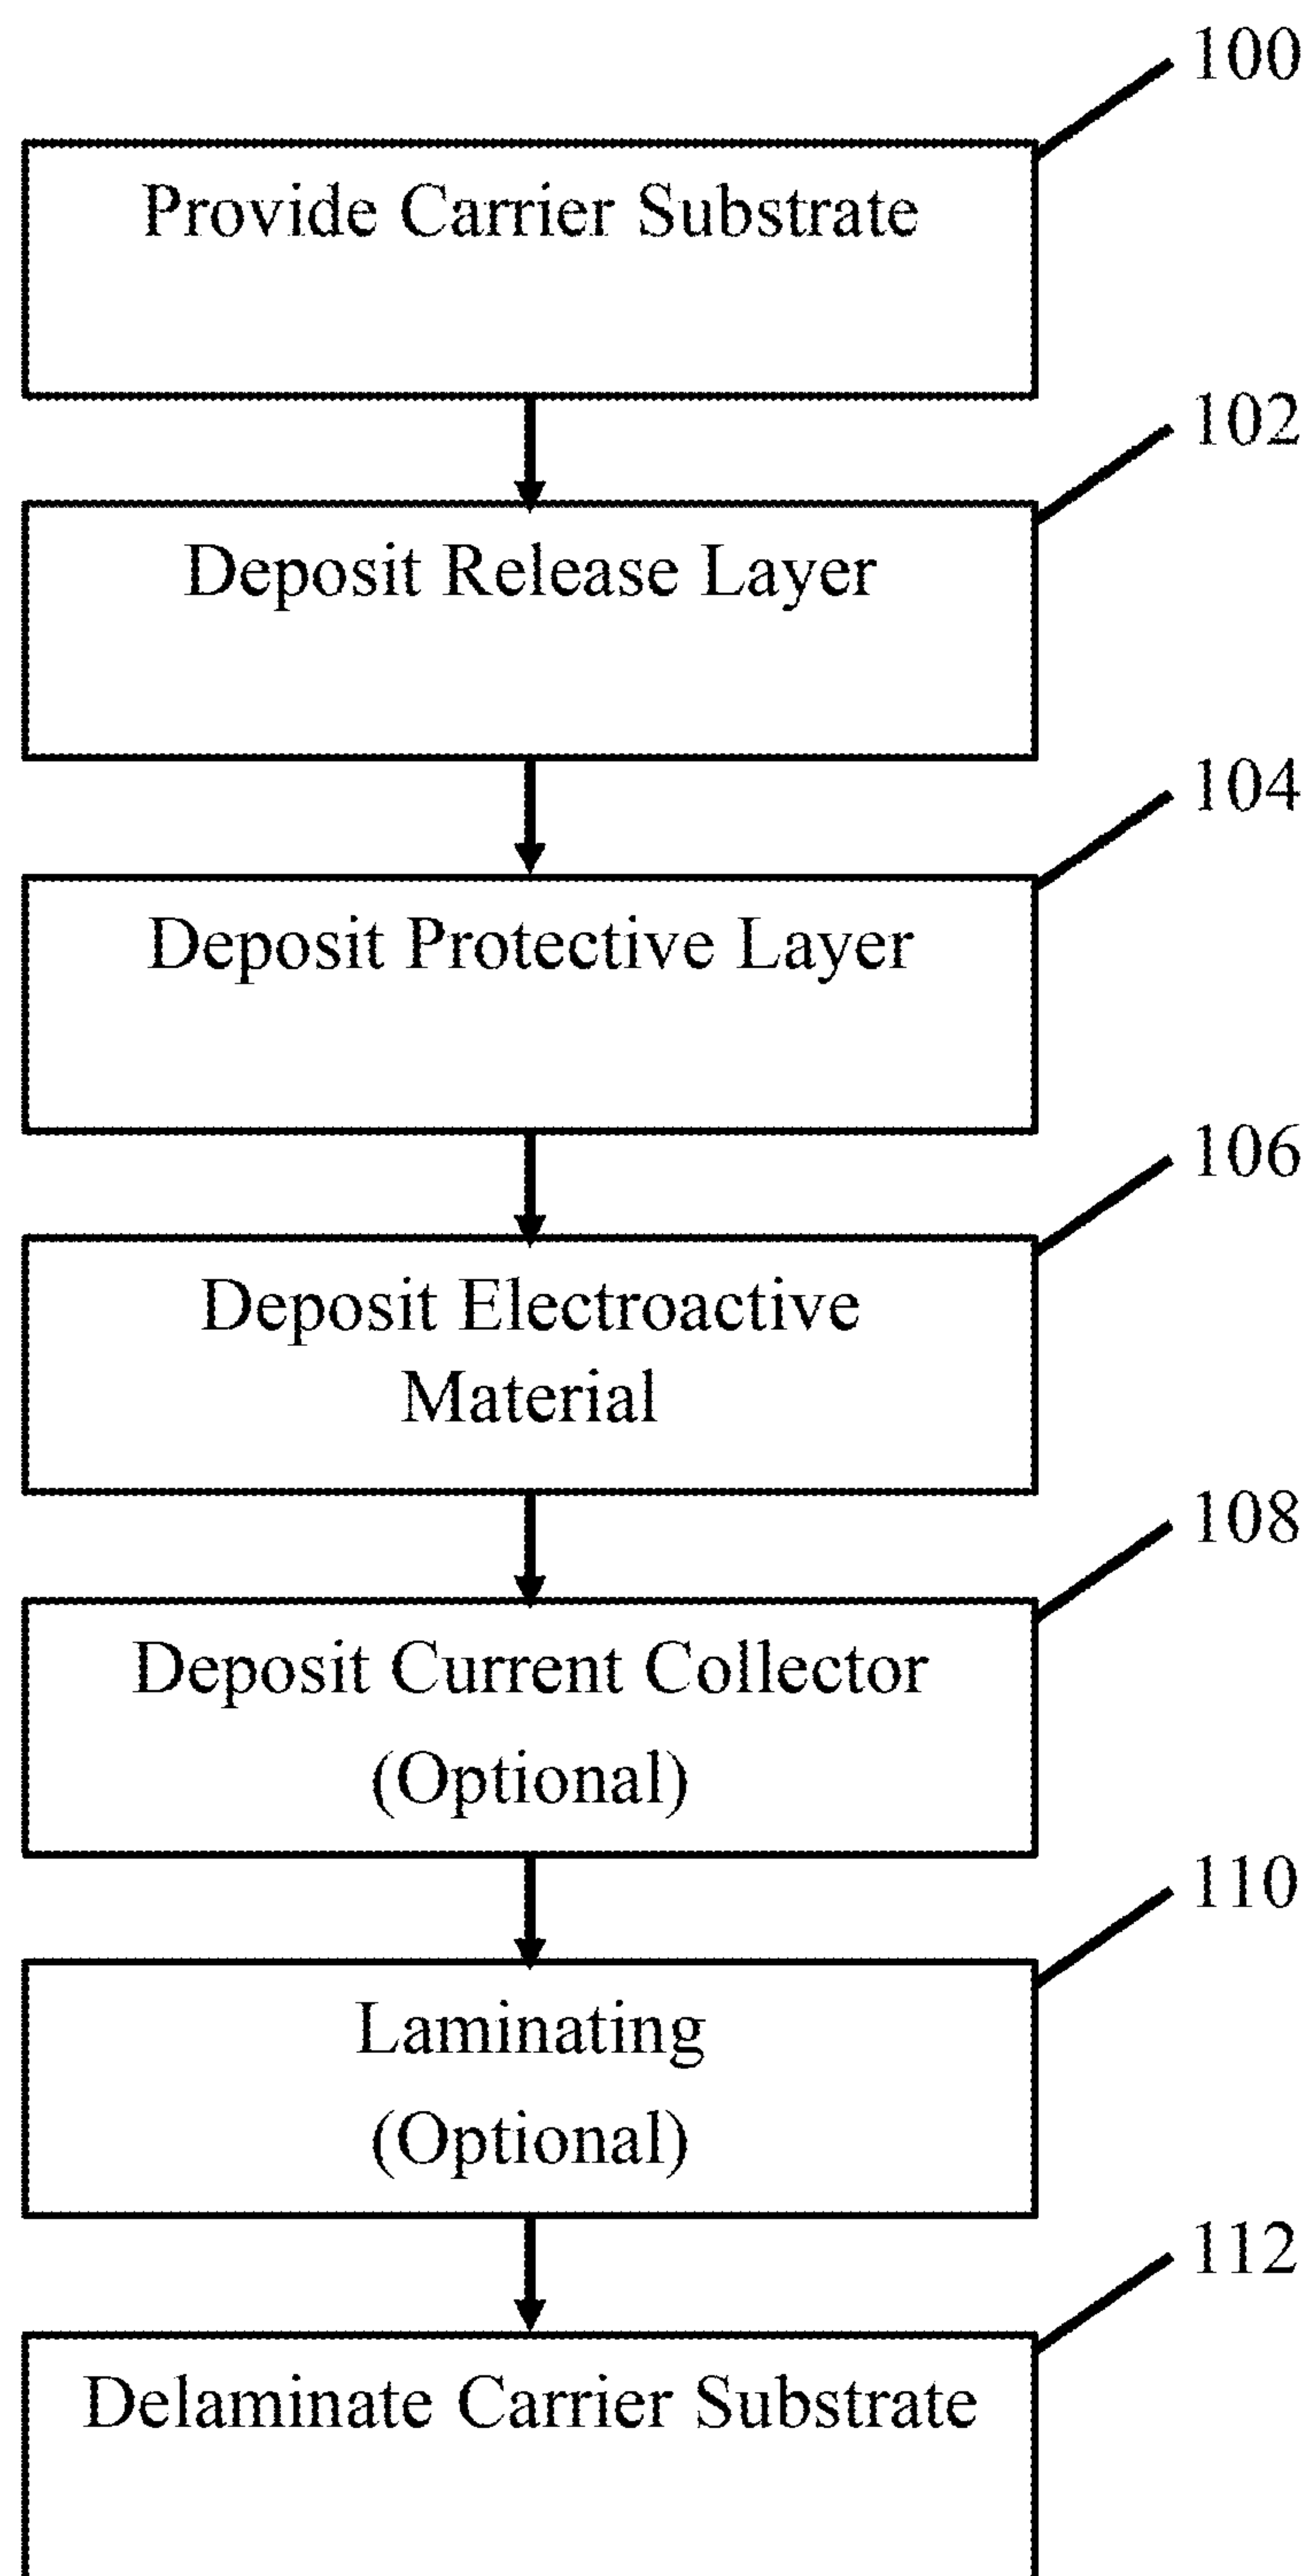 100
Provide Carrier Substrate
102
Deposit Release Layer
104
Deposit Protective Layer
106
Deposit Electroactive
Material
108
Deposit Current Collector
(Optional)
110
Laminating
(Optional)
112
Delaminate Carrier Substrate